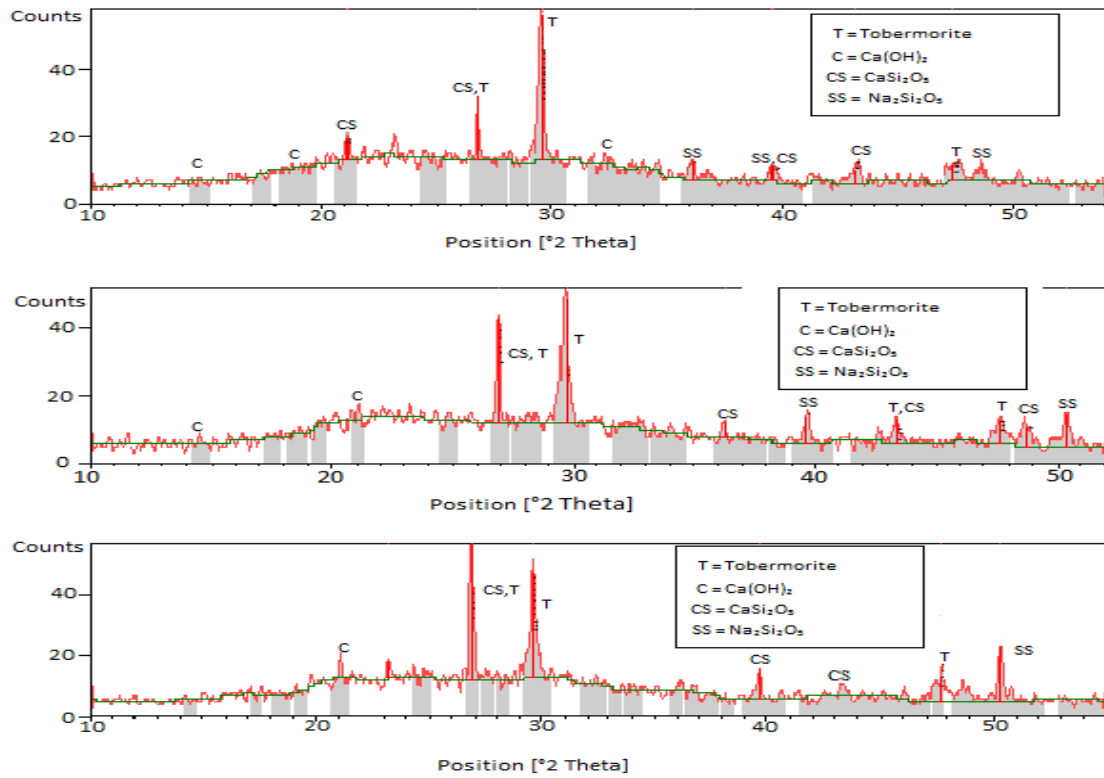 Counts
T
T = Tobermorite
C = Ca(OH)₂
CS = CaSi₂O₅
SS = Na₂Si₂O₅
40
CS,T
20
CS
C
C
C
SS
SS,CS
CS
T
SS
0
10
20
30
40
50
Position [°2 Theta]
Counts
T = Tobermorite
C = Ca(OH)₂
CS = CaSi₂O₅
SS = Na₂Si₂O₅
40
CS, T
T
20
C
C
CS
SS
T,CS
T
CS
SS
0
10
20
30
40
50
Position [°2 Theta]
Counts
T = Tobermorite
C = Ca(OH)₂
CS = CaSi₂O₅
SS = Na₂Si₂O₅
40
CS,T
T
20
C
CS
CS
T
SS
0
10
20
30
40
50
Position [°2 Theta]